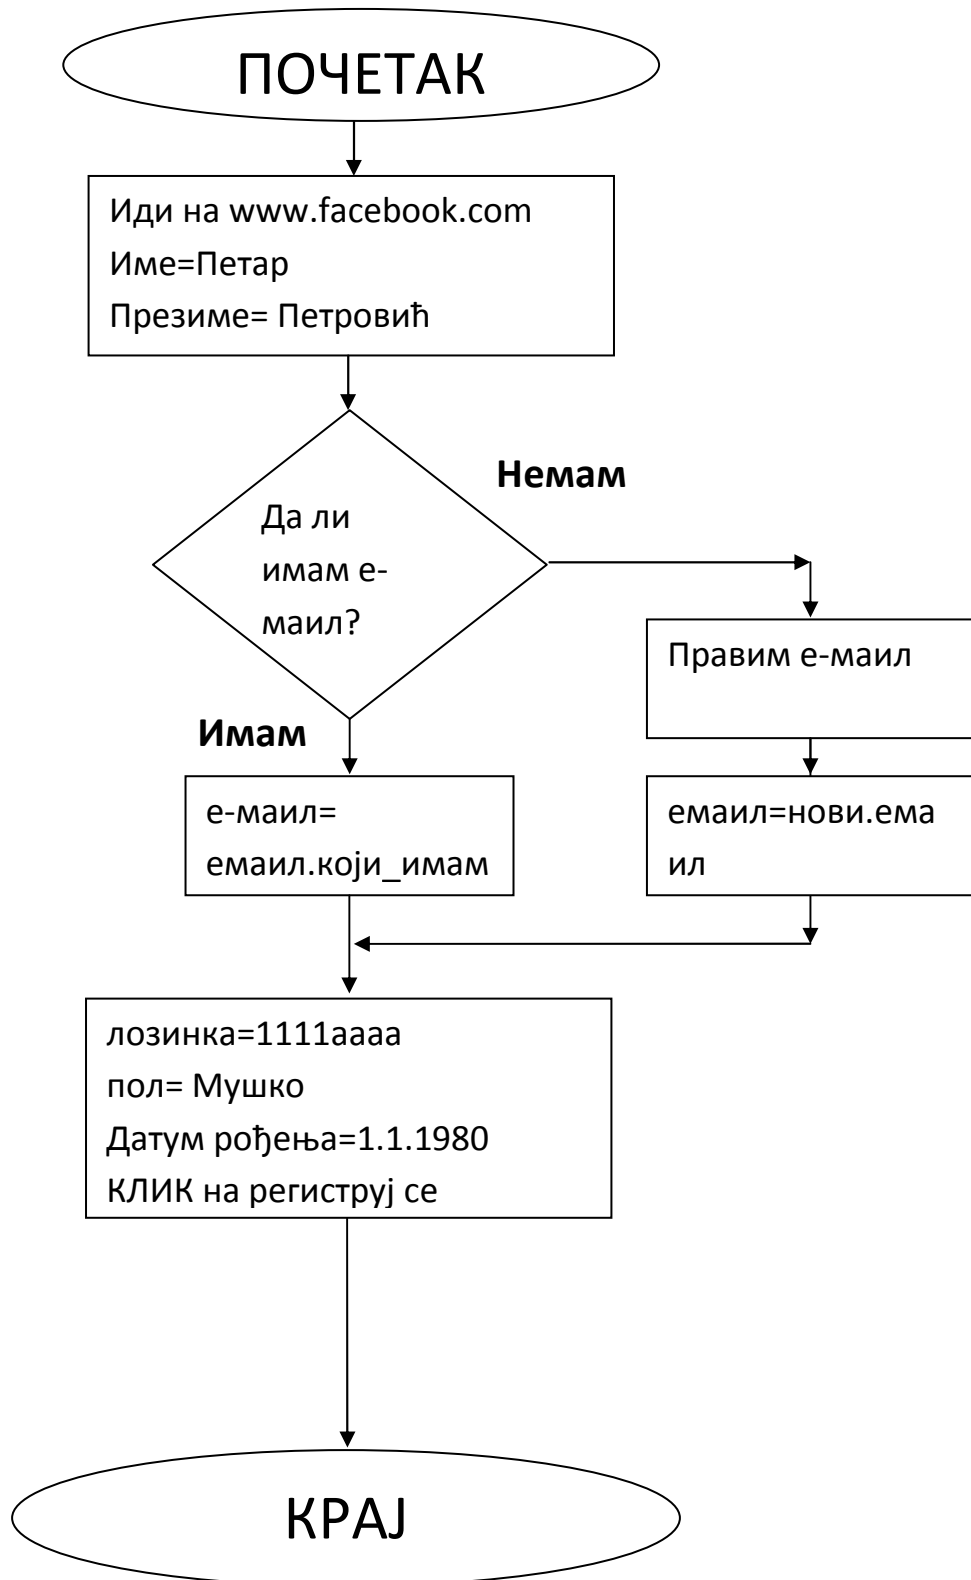 ПОЧЕТАК
Иди на www.facebook.com
Име=Петар
Презиме= Петровић
Немам
Да ли
имам е-
маил?
Правим е-маил
Имам
е-маил=
емаил.који_имам
емаил=нови.ема
ил
лозинка=1111аааа
пол= Мушко
Датум рођења=1.1.1980
КЛИК на региструј се
КРАЈ